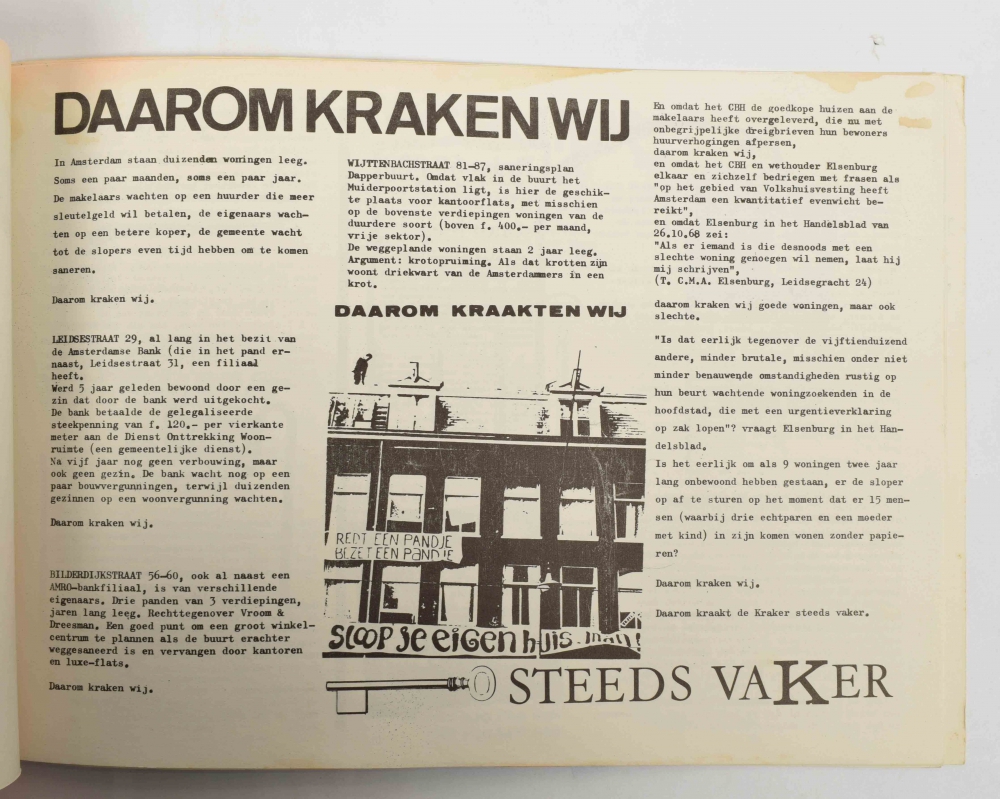 DAAROM KRAKEN WIJ
In Amsterdam staan duizenden woningen leeg.
Soms een paar maanden, soms een paar jaar.
De makelaars wachten op een huurder die meer
sleutelgeld wil betalen, de eigenaars wach-
ten op een betere koper, de gemeente wacht
tot de slopers even tijd hebben om te komen
saneren.
Daarom kraken wij.
LEIDSESTRAAT 29, al lang in het bezit van
de Amsterdamse Bank (die in het pand er-
naast, Leidsestraat 31, een filiaal
heeft.
Werd 5 jaar geleden bewoond door een ge-
zin dat door de bank werd uitgekocht.
De bank betaalde de gelegaliseerde
steekpenning van f. 120.- per vierkante
meter aan de Dienst Onttrekking Woon-
ruimte (een gemeentelijke dienst).
Na vijf jaar nog geen verbouwing, maar
ook geen gezin. De bank wacht nog op een
paar bouwvergunningen, terwijl duizenden
gezinnen op een woonvergunning wachten.
Daarom kraken wij.
BILDERDIJKSTRAAT 56-60, ook al naast een
AMRO-bankfiliaal, is van verschillende
eigenaars. Drie panden van 3 verdiepingen,
jaren lang leeg. Rechttegenover Vroom &
Dreesman. Een goed punt om een groot winkel-
centrum te plannen als de buurt erachter
weggesaneerd is en vervangen door kantoren
en luxe-flats.
Daarom kraken wij.
WIJTTENBACHSTRAAT 81-87, saneringsplan
Dapperbuurt. Omdat vlak in de buurt het
Muiderpoortstation ligt, is hier de geschik-
te plaats voor kantoorflats, met misschien
op de bovenste verdiepingen woningen van de
duurdere soort (boven f. 400.- per maand,
vrije sektor).
De weggeplande woningen staan 2 jaar leeg.
Argument: krotopruiming. Als dat krotten zijn
woont driekwart van de Amsterdammers in een
krot.
DAAROM KRAAKTEN WIJ
REDT EEN PANDJE
BEZET EEN PANDJE
SLOOP JE EIGEN HUIS
STEEDS VAKER
En omdat het CBH de goedkope huizen aan de
makelaars heeft overgeleverd, die nu met
onbegrijpelijke dreigbrieven hun bewoners
huurverhogingen afpersen,
daarom kraken wij,
en omdat het CBH en wethouder Elsenburg
elkaar en zichzelf bedriegen met frasen als
"op het gebied van Volkshuisvesting heeft
Amsterdam een kwantitatief evenwicht be-
reikt",
en omdat Elsenburg in het Handelsblad van
26.10.68 zei:
"Als er iemand is die desnoods met een
slechte woning genoegen wil nemen, laat hij
mij schrijven",
(T. C.M.A. Elsenburg, Leidsegracht 24)
daarom kraken wij goede woningen, maar ook
slechte.
"Is dat eerlijk tegenover de vijftienduizend
andere, minder brutale, misschien onder niet
minder benauwende omstandigheden rustig op
hun beurt wachtende woningzoekenden in de
hoofdstad, die met een urgentieverklaring
op zak lopen"? vraagt Elsenburg in het Han-
delsblad.
Is het eerlijk om als 9 woningen twee jaar
lang onbewoond hebben gestaan, er de sloper
op af te sturen op het moment dat er 15 men-
sen (waarbij drie echtparen en een moeder
met kind) in zijn komen wonen zonder papie-
ren?
Daarom kraken wij.
Daarom kraakt de Kraker steeds vaker.